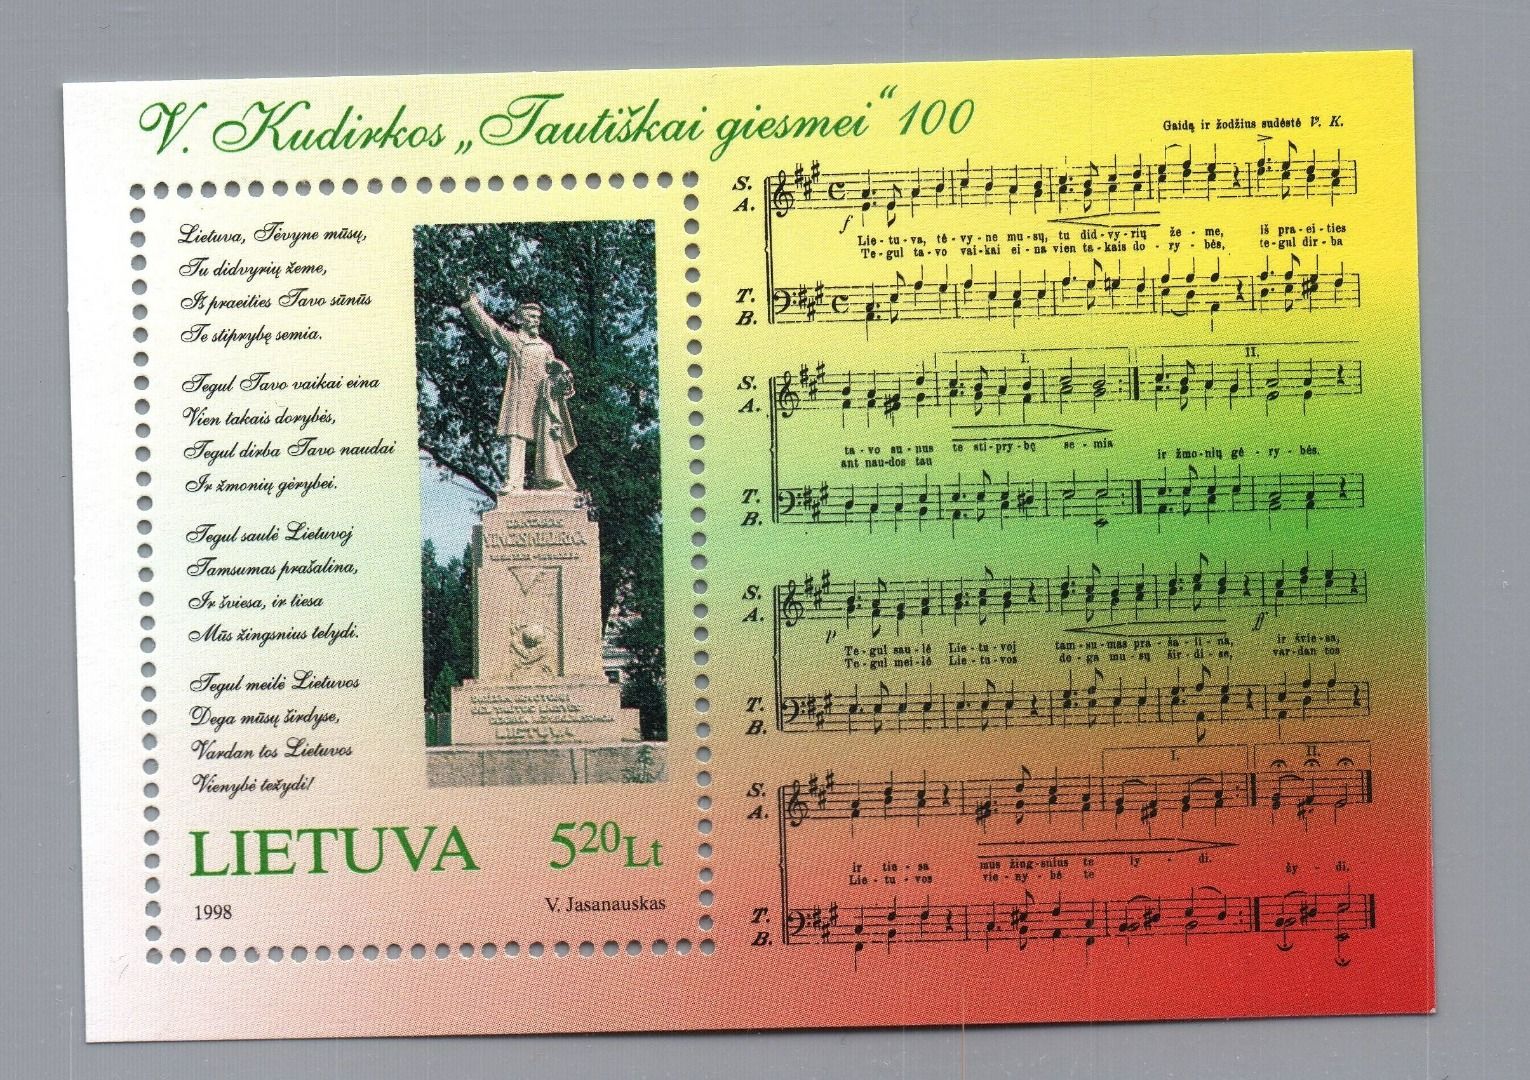 V. Kudirkos „Tautiškai giesmei“ 100
Lietuva, Tėvyne mūsų,
Tu didvyrių žeme,
Iš praeities Tavo sūnūs
Te stiprybę semia.
Tegul Tavo vaikai eina
Vien takais dorybės,
Tegul dirba Tavo naudai
Ir žmonių gėrybei.
Tegul saulė Lietuvoj
Tamsumas prašalina,
Ir šviesa, ir tiesa
Mūs žingsnius telydi.
Tegul meilė Lietuvos
Dega mūsų širdyse,
Vardan tos Lietuvos
Vienybė težydi!
VINCAS KUDIRKA
LIETUVA
LIETUVA 5 20 Lt
1998 V. Jasanauskas
Gaidą ir žodžius sudėstė V. K.
S.
A.
f
Lie - tu - va, tė - vy - ne mu - sų, tu did - vy - rių že - me, iš pra - ei - ties
Te - gul ta - vo vai - kai ei - na vien ta - kais do - ry - bės, te - gul dir - ba
T.
B.
I. II.
S.
A.
ta - vo su - nus te sti - pry - bę se - mia
ant nau - dos tau ir žmo - nių gė - ry - bės.
T.
B.
S.
A.
p ff
Te - gul sau - lė Lie - tu - voj tam - su - mas pra - ša - li - na, ir švie - sa,
Te - gul mei - lė Lie - tu - vos de - ga mu - sų šir - di - se, var - dan tos
T.
B.
I. II.
S.
A.
ir tie - sa mus žing - snius te ly - di.
Lie - tu - vos vie - ny - bė te žy - di.
T.
B.